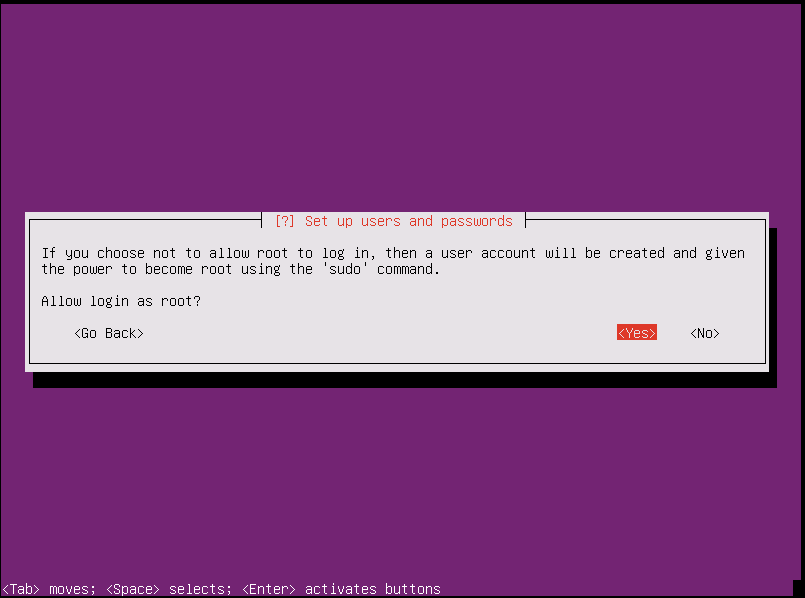 [?] Set up users and passwords
If you choose not to allow root to log in, then a user account will be created and given
the power to become root using the 'sudo' command.
Allow login as root?
<Go Back> <Yes> <No>
<Tab> moves; <Space> selects; <Enter> activates buttons